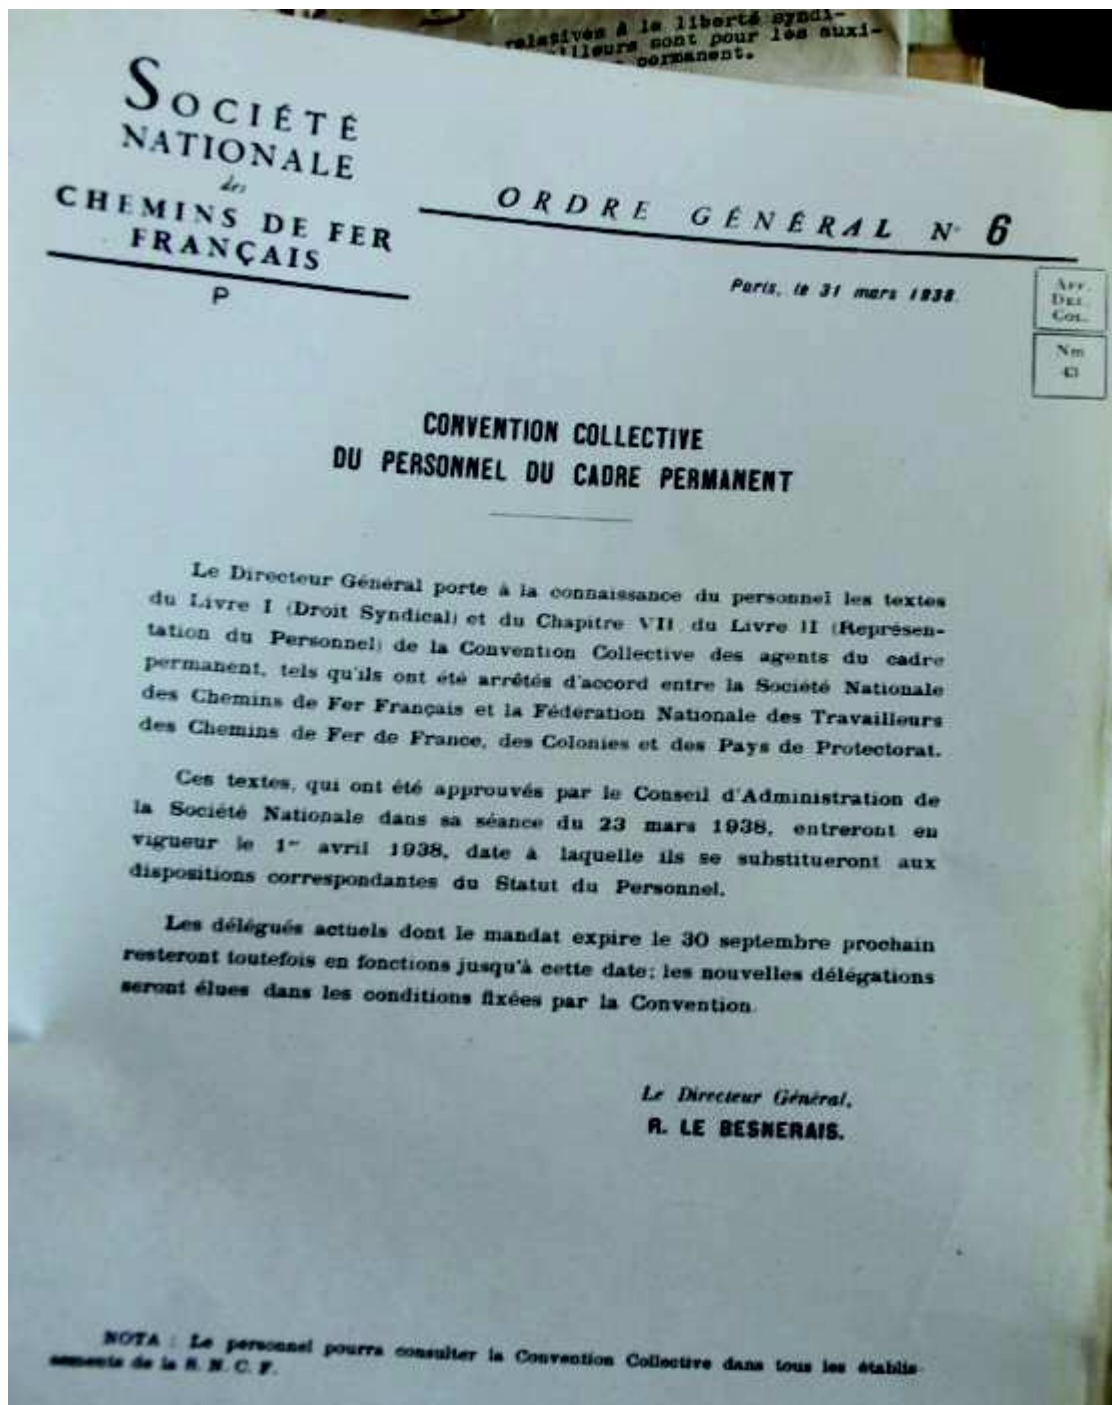 relatives à la liberté syndi-
illeurs sont pour les auxi-
permanent.
SOCIÉTÉ
NATIONALE
des
CHEMINS DE FER
FRANÇAIS
P
ORDRE GÉNÉRAL N° 6
Paris, le 31 mars 1938.
Aff.
Dét.
Col.
Nm
43
CONVENTION COLLECTIVE
DU PERSONNEL DU CADRE PERMANENT
Le Directeur Général porte à la connaissance du personnel les textes
du Livre I (Droit Syndical) et du Chapitre VII du Livre II (Représen-
tation du Personnel) de la Convention Collective des agents du cadre
permanent, tels qu'ils ont été arrêtés d'accord entre la Société Nationale
des Chemins de Fer Français et la Fédération Nationale des Travailleurs
des Chemins de Fer de France, des Colonies et des Pays de Protectorat.
Ces textes, qui ont été approuvés par le Conseil d'Administration de
la Société Nationale dans sa séance du 23 mars 1938, entreront en
vigueur le 1er avril 1938, date à laquelle ils se substitueront aux
dispositions correspondantes du Statut du Personnel.
Les délégués actuels dont le mandat expire le 30 septembre prochain
resteront toutefois en fonctions jusqu'à cette date; les nouvelles délégations
seront élues dans les conditions fixées par la Convention.
Le Directeur Général,
R. LE BESNERAIS.
NOTA : Le personnel pourra consulter la Convention Collective dans tous les établis-
sements de la S. N. C. F.